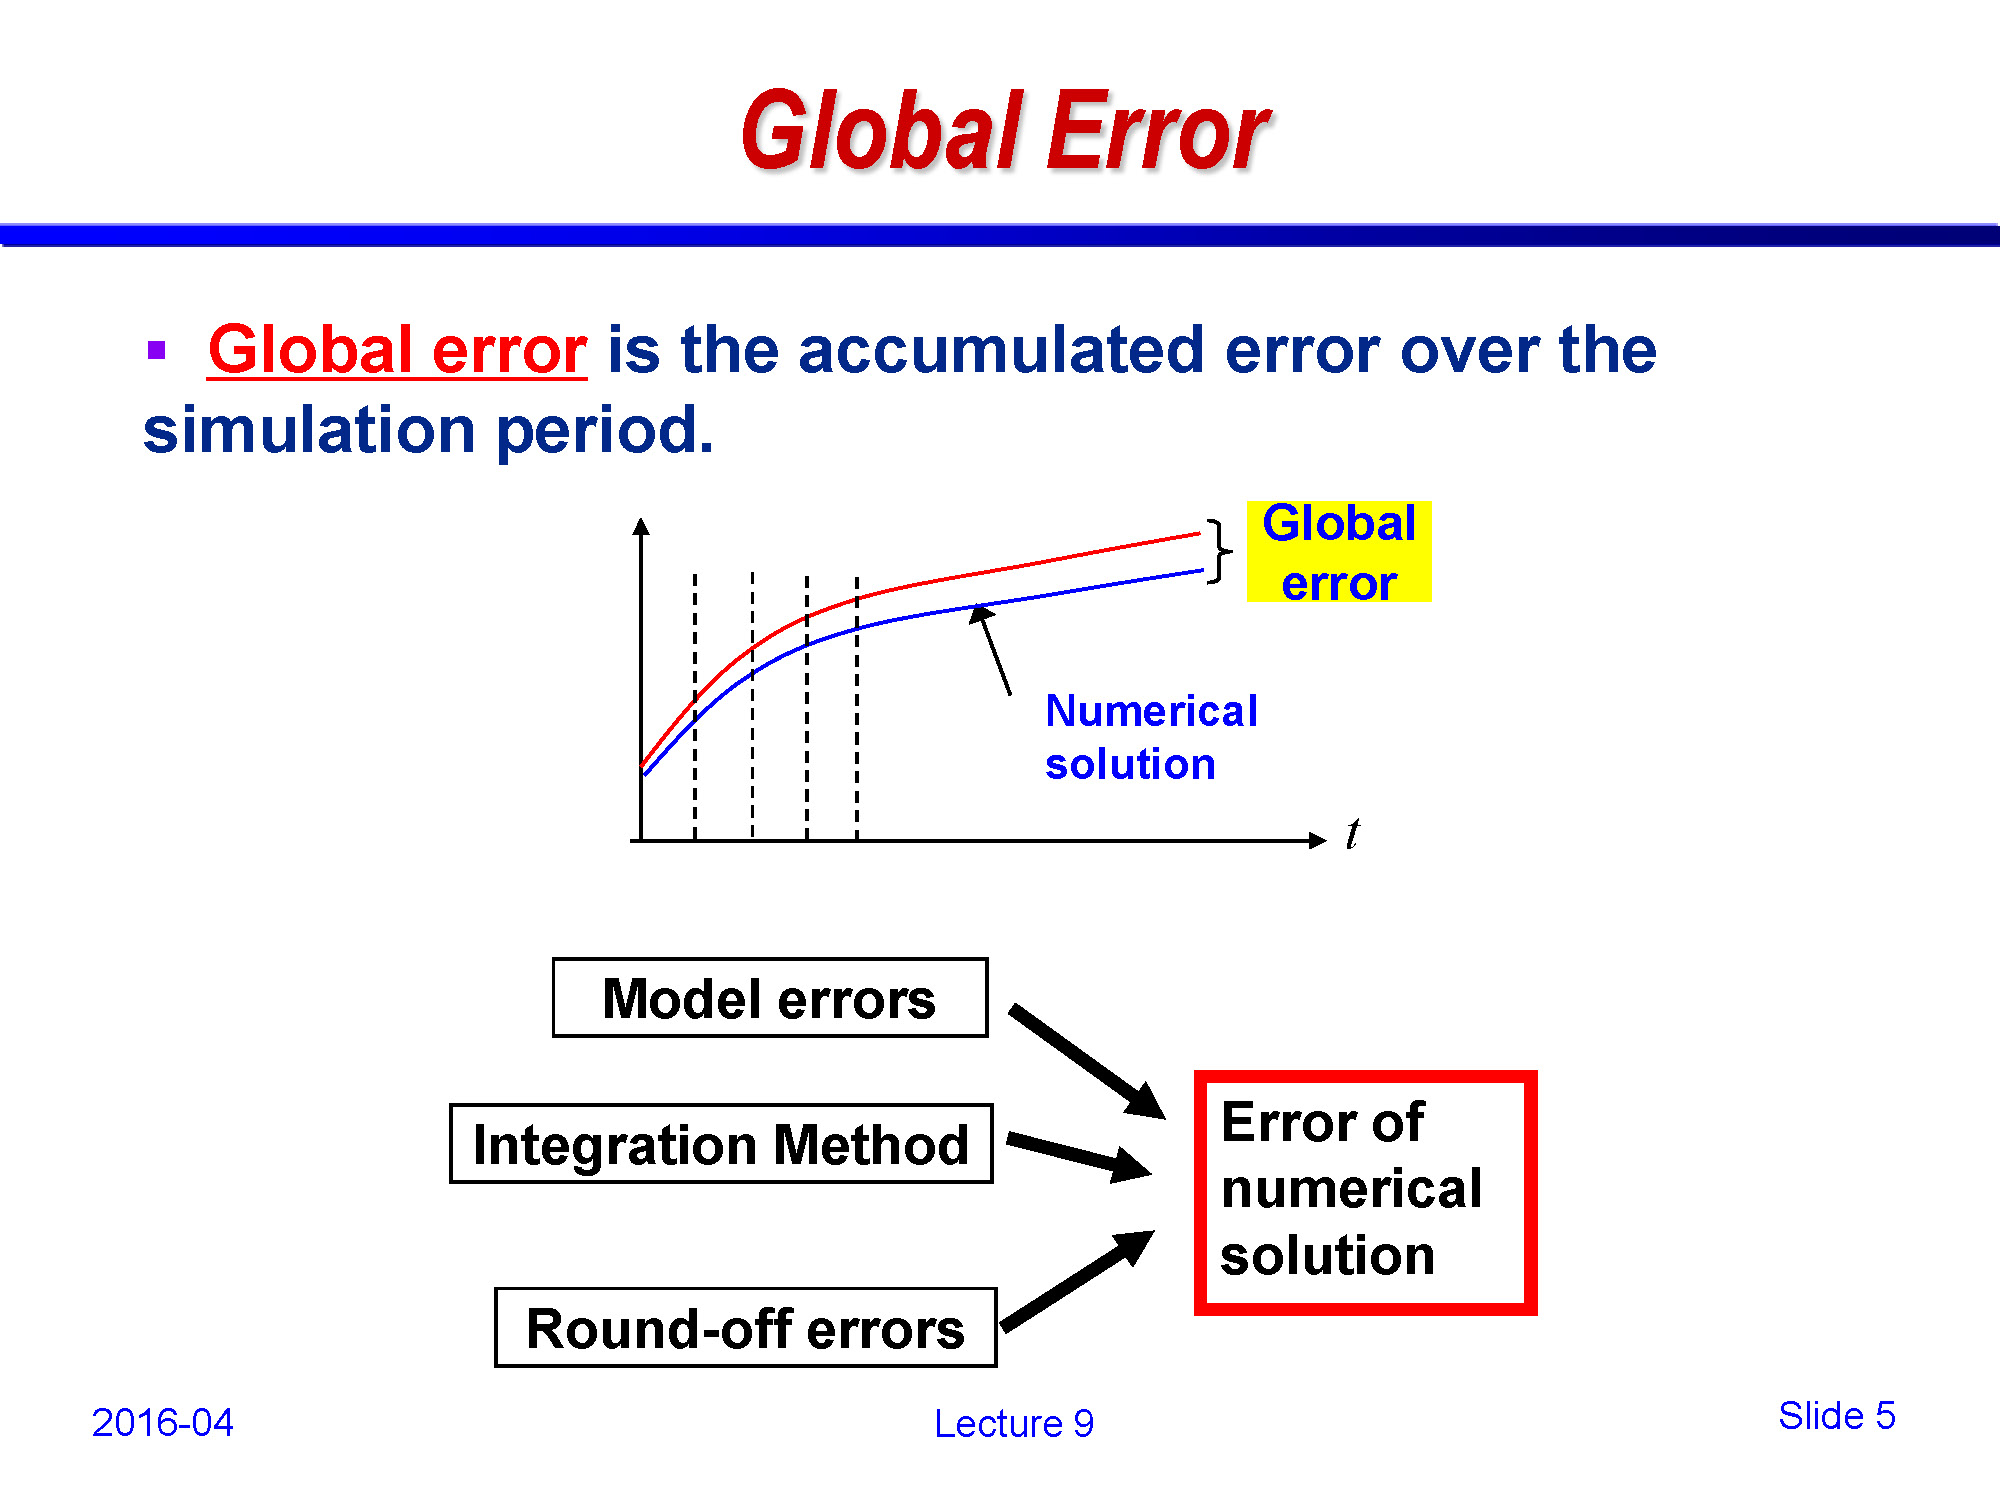 Global Error
▪ Global error is the accumulated error over the
simulation period.
Global
error
Numerical
solution
t
Model errors
Integration Method
Round-off errors
Error of
numerical
solution
2016-04
Lecture 9
Slide 5